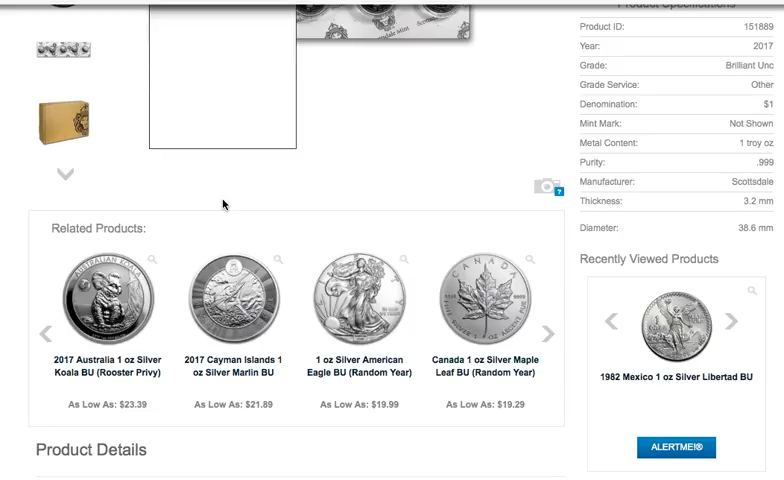 Product Specifications
Product ID: 151889
Year: 2017
Grade: Brilliant Unc
Grade Service: Other
Denomination: $1
Mint Mark: Not Shown
Metal Content: 1 troy oz
Purity: .999
Manufacturer: Scottsdale
Thickness: 3.2 mm
Diameter: 38.6 mm
?
Related Products:
AUSTRALIAN KOALA
CANADA
2017 Australia 1 oz Silver
Koala BU (Rooster Privy)
As Low As: $23.39
2017 Cayman Islands 1
oz Silver Marlin BU
As Low As: $21.89
1 oz Silver American
Eagle BU (Random Year)
As Low As: $19.99
Canada 1 oz Silver Maple
Leaf BU (Random Year)
As Low As: $19.29
Recently Viewed Products
1982 Mexico 1 oz Silver Libertad BU
ALERTME!®
Product Details